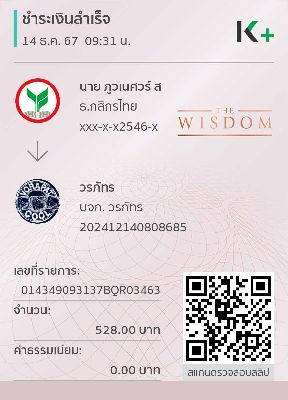 ชำระเงินสำเร็จ
14 ธ.ค. 67 09:31 น.
K+
นาย ภูวเนศวร์ ส
ธ.กสิกรไทย
xxx-x-x2546-x
THE
WISDOM
VORAPAT
COOL
วรภัทร
บจก. วรภัทร
202412140808685
เลขที่รายการ:
014349093137BQR03463
จำนวน:
528.00 บาท
ค่าธรรมเนียม:
0.00 บาท
สแกนตรวจสอบสลิป